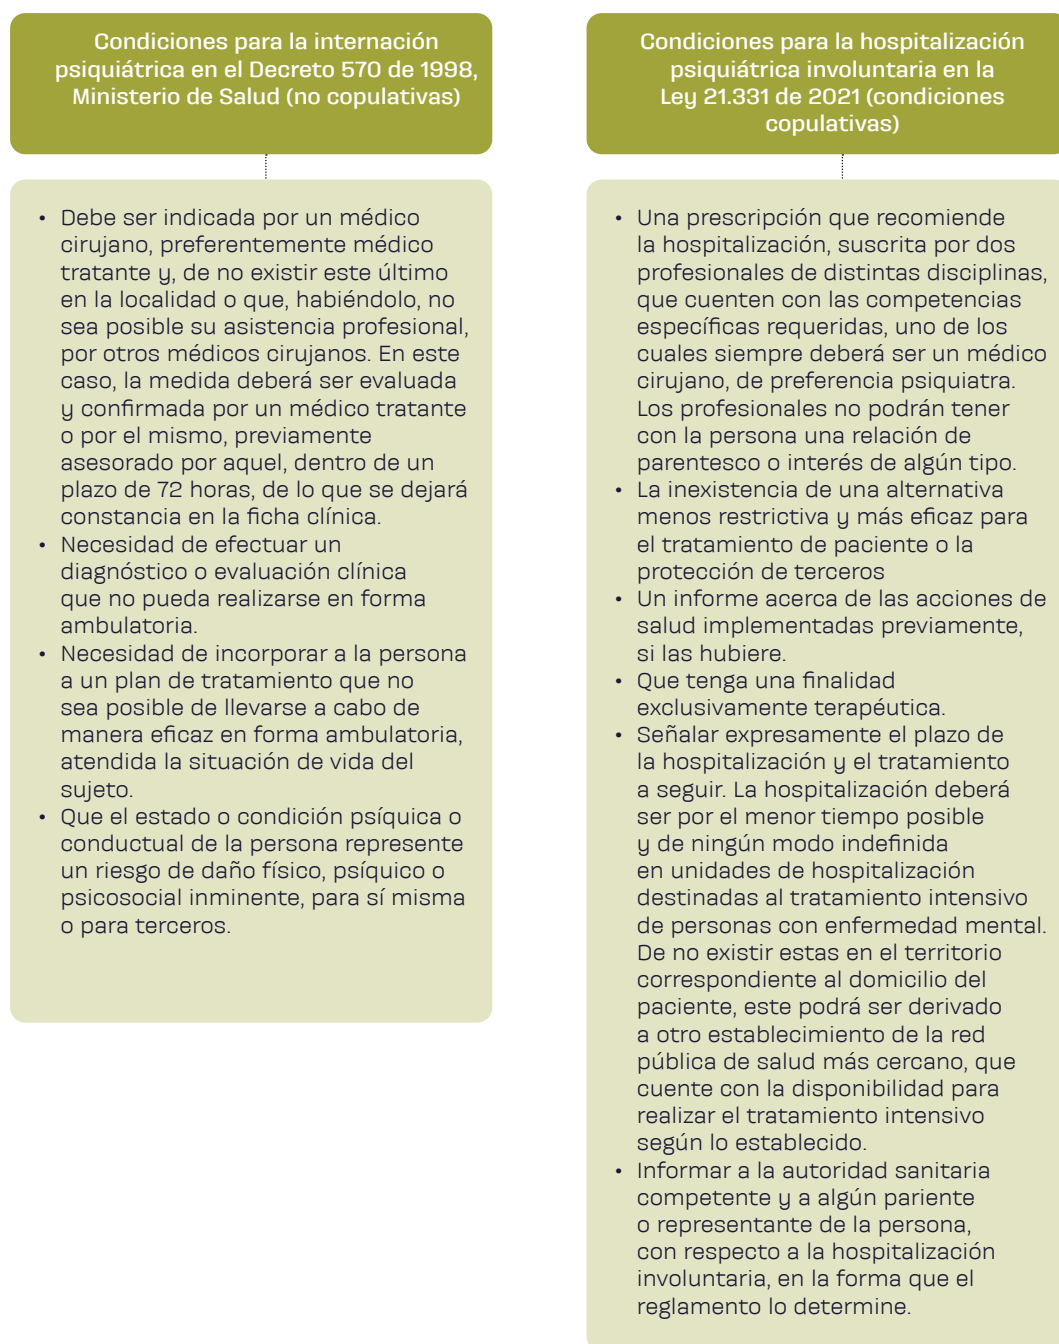 Condiciones para la internación
psiquiátrica en el Decreto 570 de 1998,
Ministerio de Salud (no copulativas)
• Debe ser indicada por un médico
cirujano, preferentemente médico
tratante y, de no existir este último
en la localidad o que, habiéndolo, no
sea posible su asistencia profesional,
por otros médicos cirujanos. En este
caso, la medida deberá ser evaluada
y confirmada por un médico tratante
o por el mismo, previamente
asesorado por aquel, dentro de un
plazo de 72 horas, de lo que se dejará
constancia en la ficha clínica.
• Necesidad de efectuar un
diagnóstico o evaluación clínica
que no pueda realizarse en forma
ambulatoria.
• Necesidad de incorporar a la persona
a un plan de tratamiento que no
sea posible de llevarse a cabo de
manera eficaz en forma ambulatoria,
atendida la situación de vida del
sujeto.
• Que el estado o condición psíquica o
conductual de la persona represente
un riesgo de daño físico, psíquico o
psicosocial inminente, para sí misma
o para terceros.
Condiciones para la hospitalización
psiquiátrica involuntaria en la
Ley 21.331 de 2021 (condiciones
copulativas)
• Una prescripción que recomiende
la hospitalización, suscrita por dos
profesionales de distintas disciplinas,
que cuenten con las competencias
específicas requeridas, uno de los
cuales siempre deberá ser un médico
cirujano, de preferencia psiquiatra.
Los profesionales no podrán tener
con la persona una relación de
parentesco o interés de algún tipo.
• La inexistencia de una alternativa
menos restrictiva y más eficaz para
el tratamiento de paciente o la
protección de terceros
• Un informe acerca de las acciones de
salud implementadas previamente,
si las hubiere.
• Que tenga una finalidad
exclusivamente terapéutica.
• Señalar expresamente el plazo de
la hospitalización y el tratamiento
a seguir. La hospitalización deberá
ser por el menor tiempo posible
y de ningún modo indefinida
en unidades de hospitalización
destinadas al tratamiento intensivo
de personas con enfermedad mental.
De no existir estas en el territorio
correspondiente al domicilio del
paciente, este podrá ser derivado
a otro establecimiento de la red
pública de salud más cercano, que
cuente con la disponibilidad para
realizar el tratamiento intensivo
según lo establecido.
• Informar a la autoridad sanitaria
competente y a algún pariente
o representante de la persona,
con respecto a la hospitalización
involuntaria, en la forma que el
reglamento lo determine.